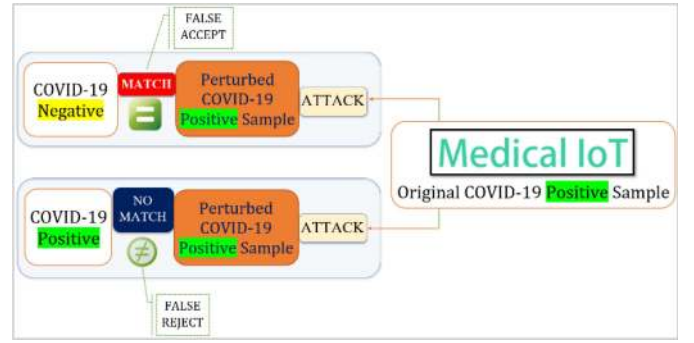 FALSE
ACCEPT
COVID-19
Negative
MATCH
=
Perturbed
COVID-19
Positive Sample
ATTACK
Medical IoT
Original COVID-19 Positive Sample
COVID-19
Positive
NO
MATCH
≠
Perturbed
COVID-19
Positive Sample
ATTACK
FALSE
REJECT